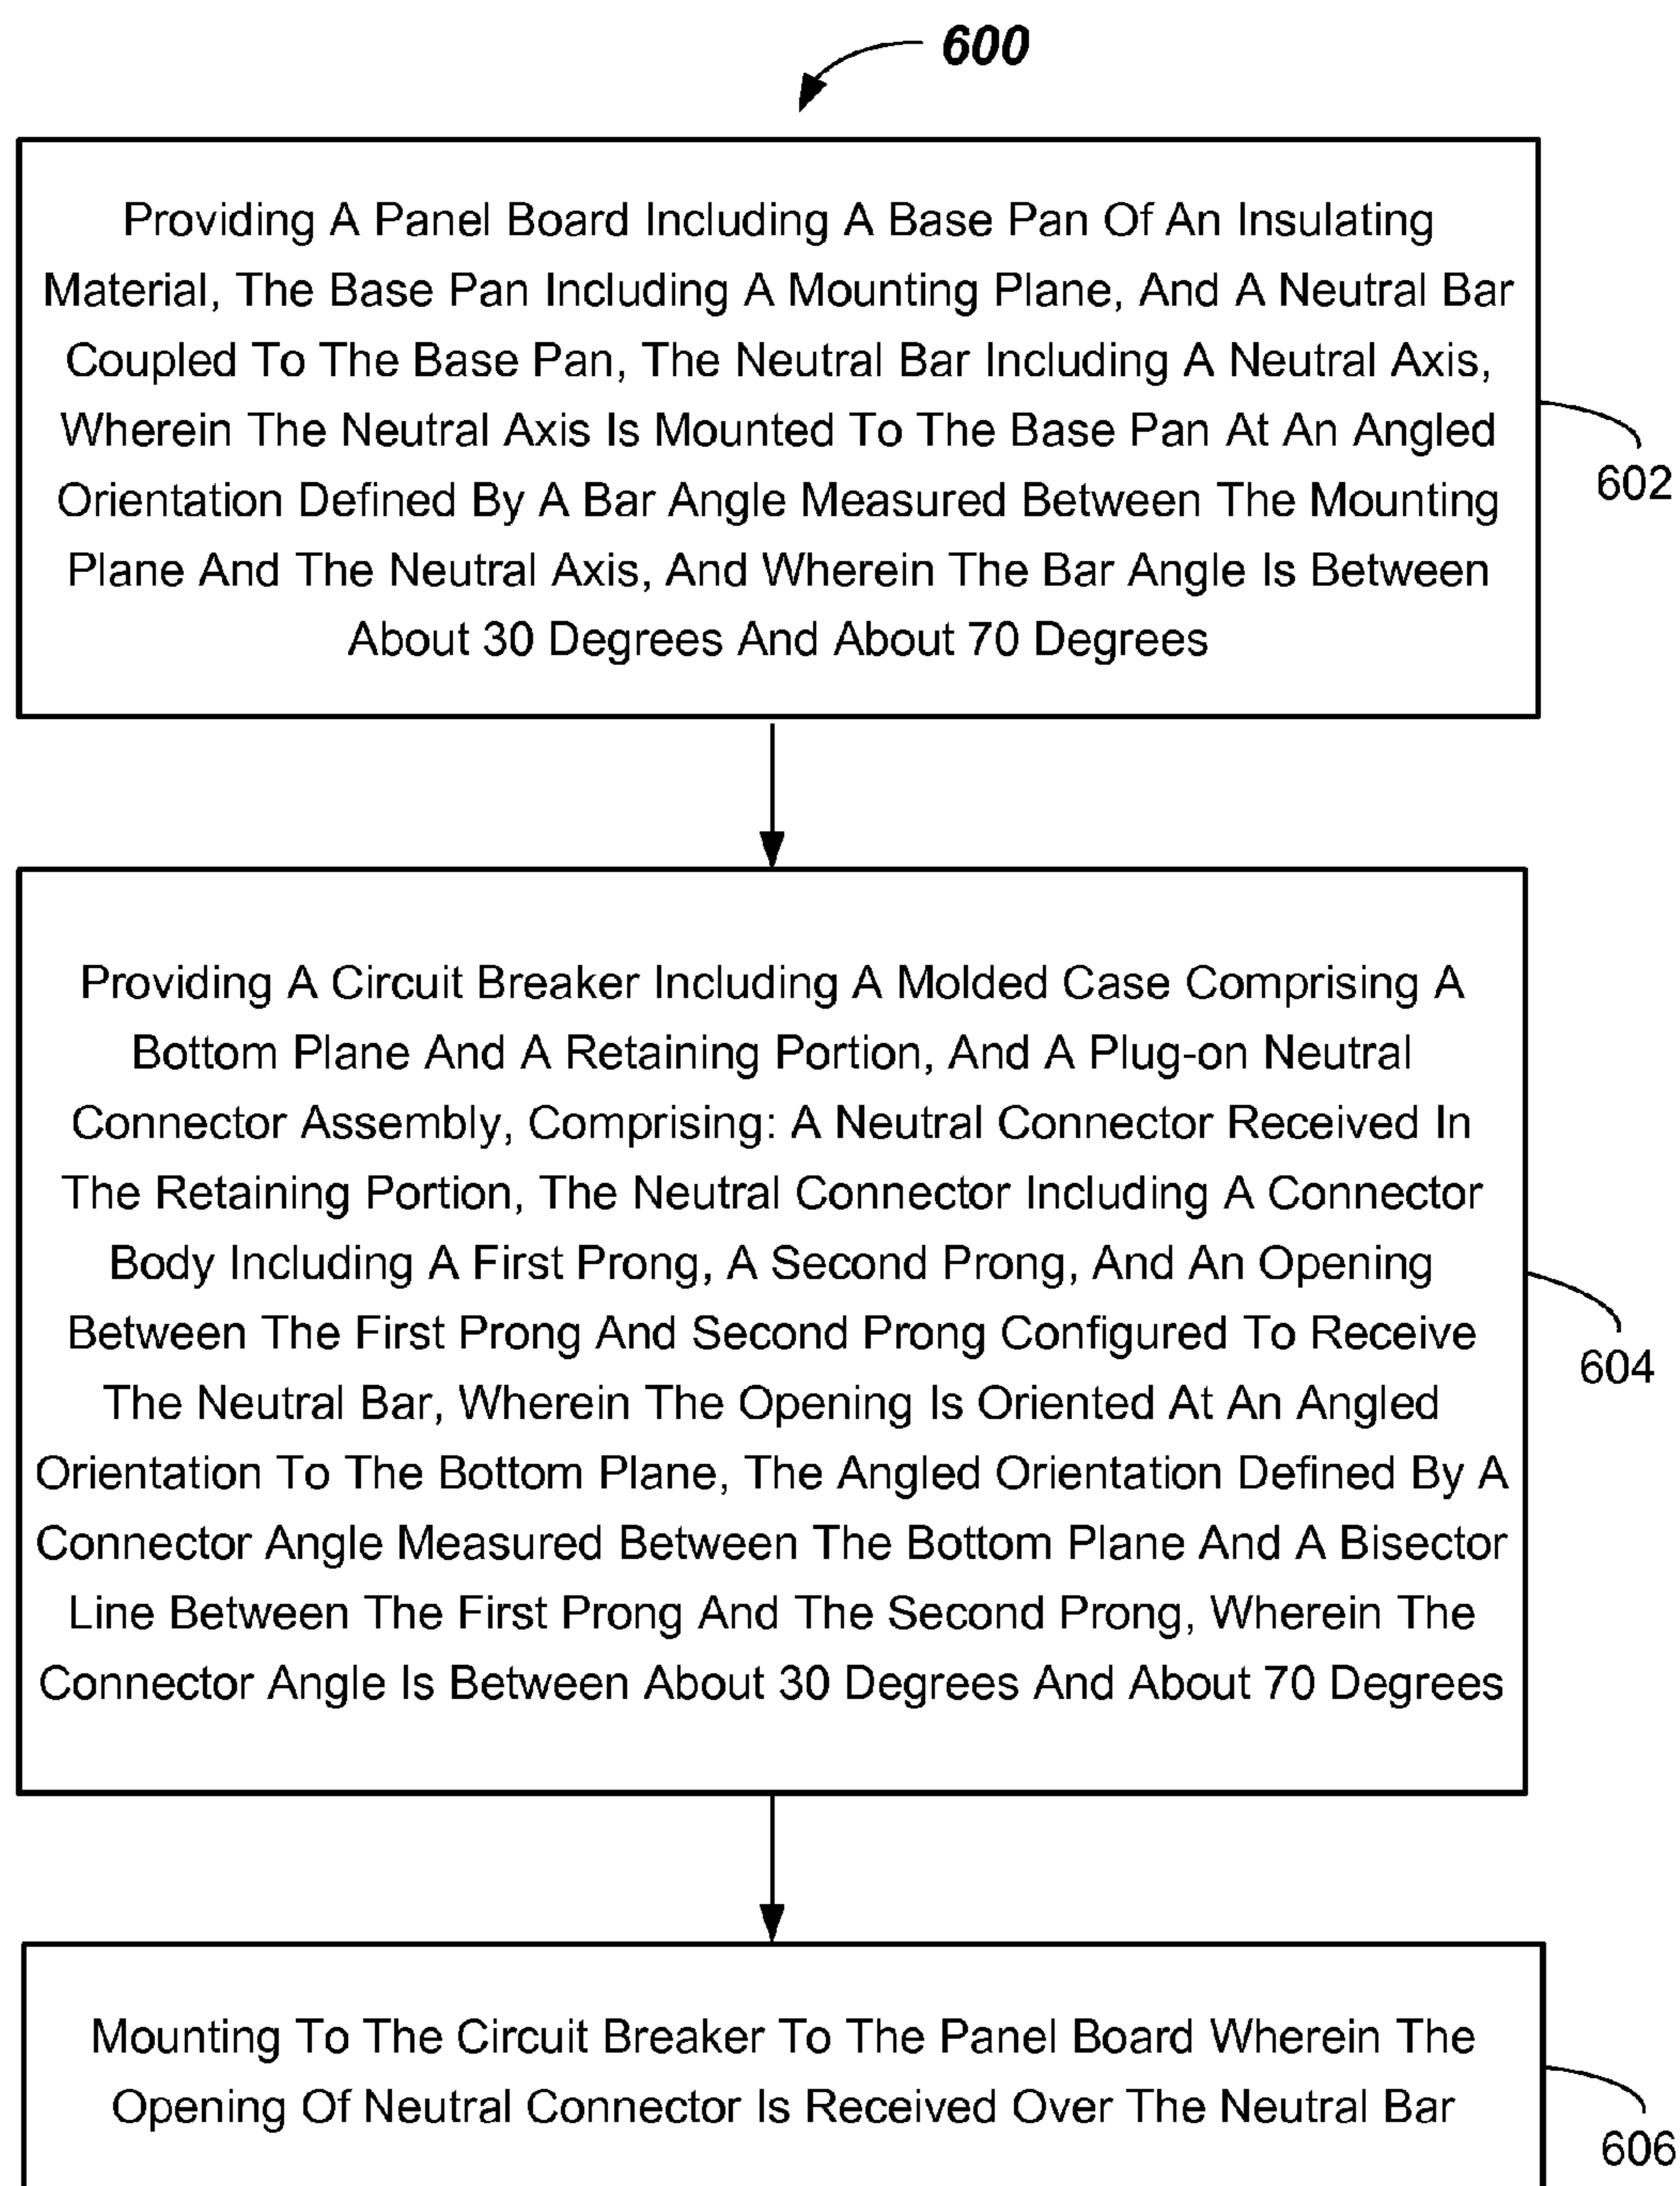 600
Providing A Panel Board Including A Base Pan Of An Insulating
Material, The Base Pan Including A Mounting Plane, And A Neutral Bar
Coupled To The Base Pan, The Neutral Bar Including A Neutral Axis,
Wherein The Neutral Axis Is Mounted To The Base Pan At An Angled
Orientation Defined By A Bar Angle Measured Between The Mounting
Plane And The Neutral Axis, And Wherein The Bar Angle Is Between
About 30 Degrees And About 70 Degrees
602
Providing A Circuit Breaker Including A Molded Case Comprising A
Bottom Plane And A Retaining Portion, And A Plug-on Neutral
Connector Assembly, Comprising: A Neutral Connector Received In
The Retaining Portion, The Neutral Connector Including A Connector
Body Including A First Prong, A Second Prong, And An Opening
Between The First Prong And Second Prong Configured To Receive
The Neutral Bar, Wherein The Opening Is Oriented At An Angled
Orientation To The Bottom Plane, The Angled Orientation Defined By A
Connector Angle Measured Between The Bottom Plane And A Bisector
Line Between The First Prong And The Second Prong, Wherein The
Connector Angle Is Between About 30 Degrees And About 70 Degrees
604
Mounting To The Circuit Breaker To The Panel Board Wherein The
Opening Of Neutral Connector Is Received Over The Neutral Bar
606